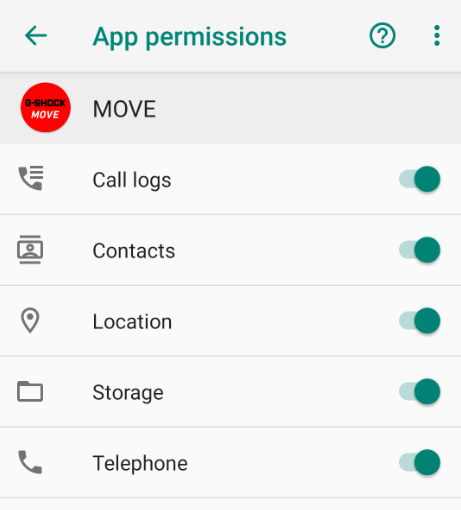 App permissions
G-SHOCK
MOVE
MOVE
Call logs
Contacts
Location
Storage
Telephone